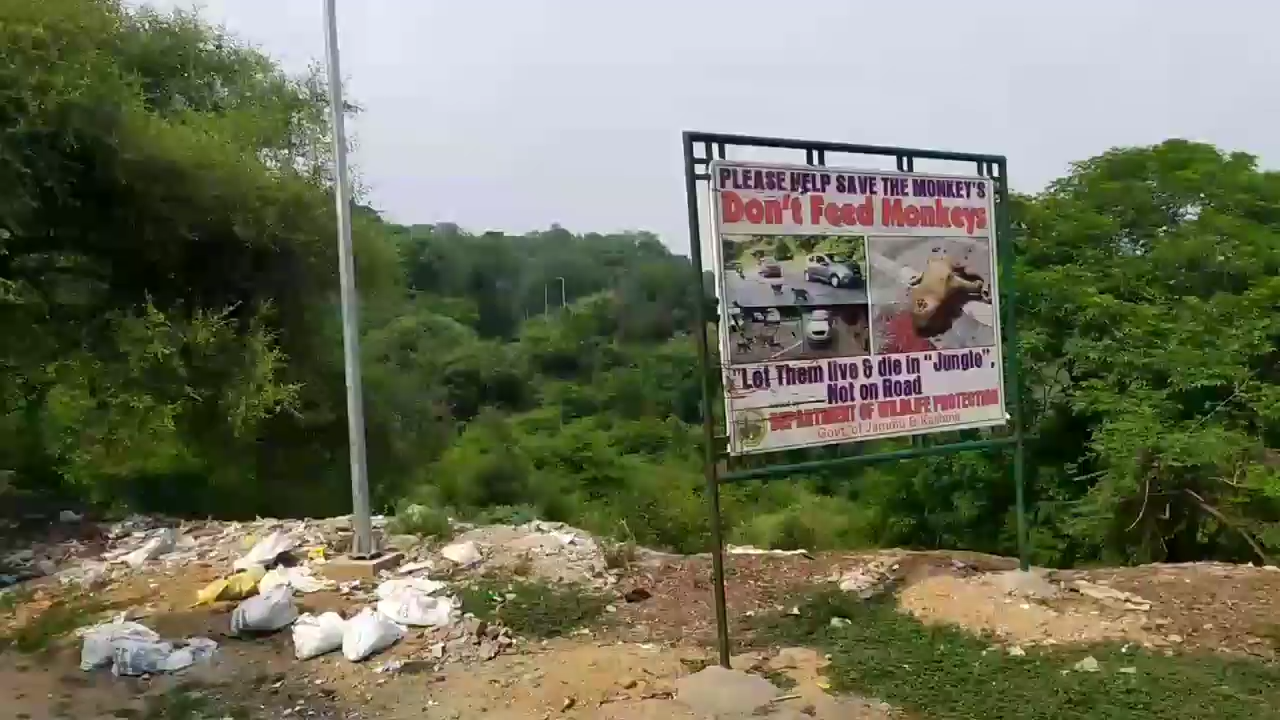 PLEASE HELP SAVE THE MONKEY'S
Don't Feed Monkeys
"Let Them live & die in "Jungle",
Not on Road
DEPARTMENT OF WILDLIFE PROTECTION
Govt. of Jammu & Kashmir